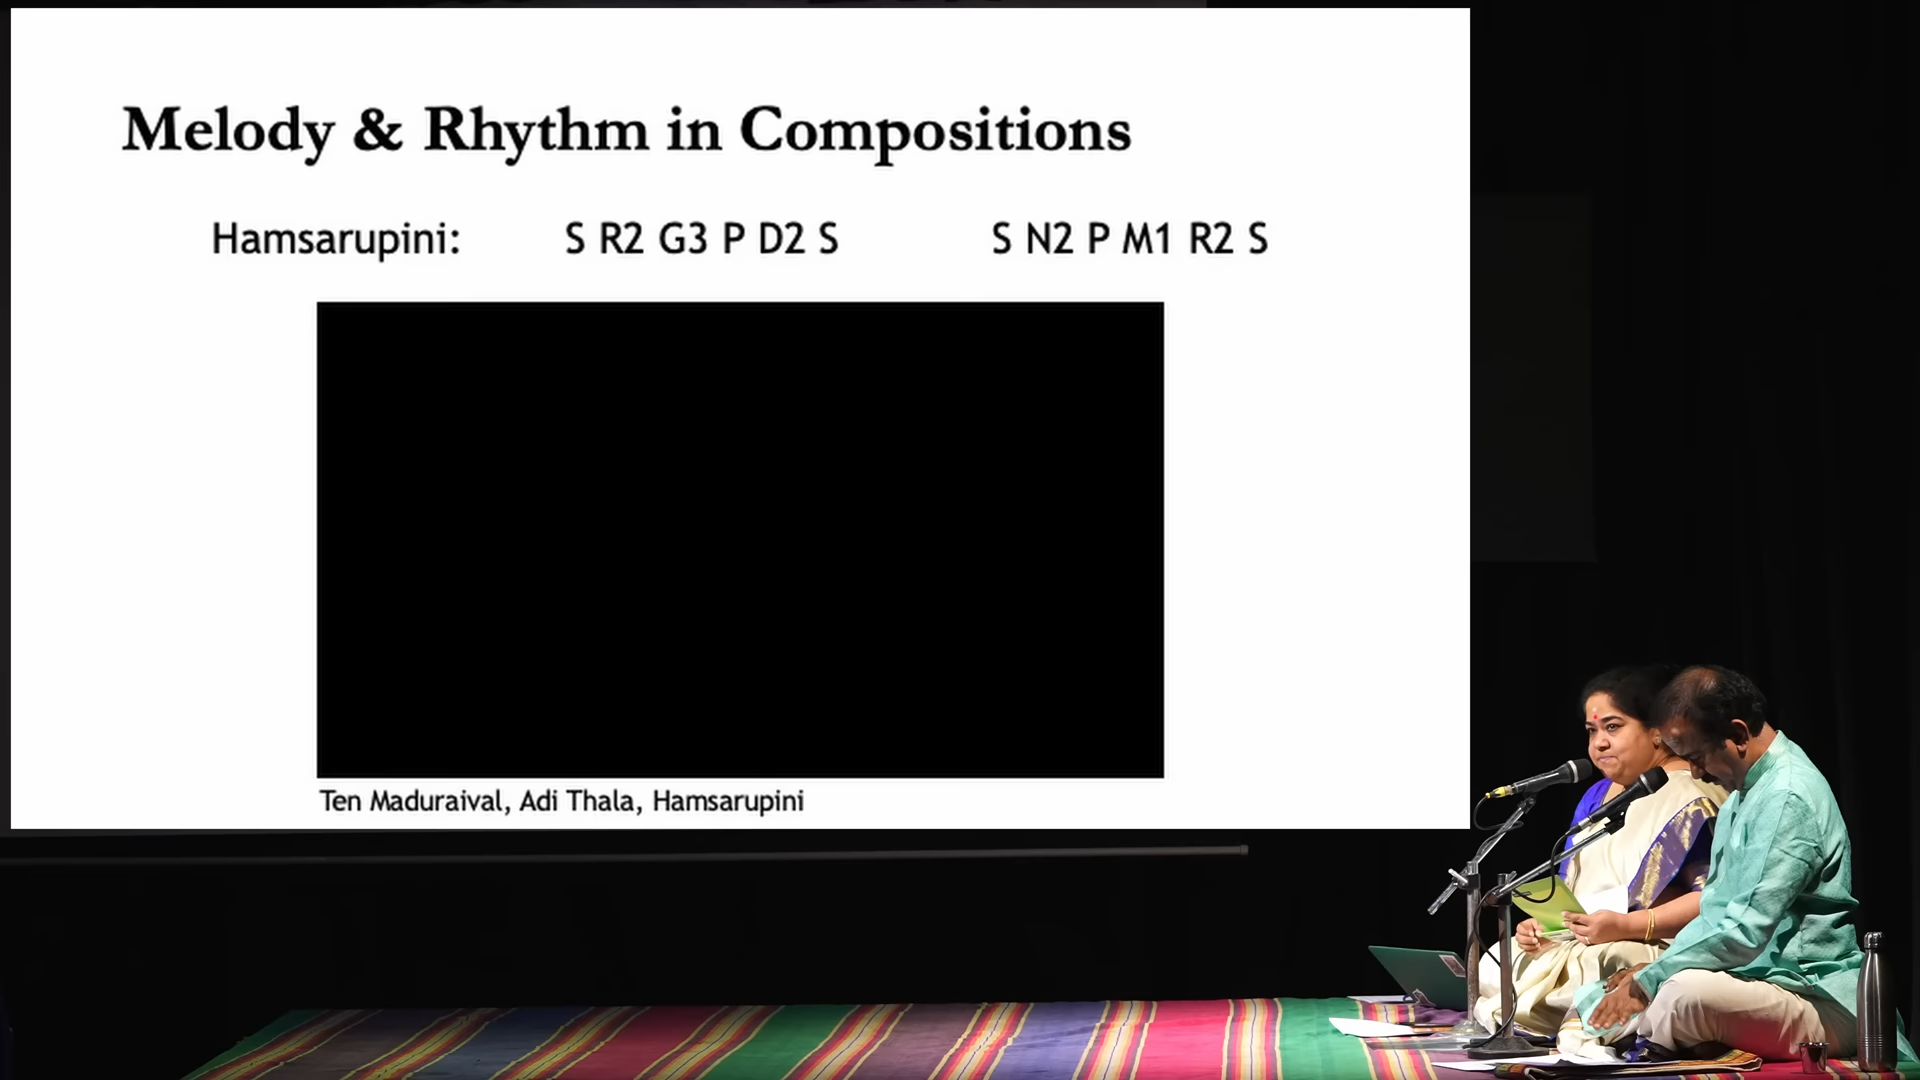 Melody & Rhythm in Compositions
Hamsarupini: S R2 G3 P D2 S S N2 P M1 R2 S
Ten Maduraival, Adi Thala, Hamsarupini